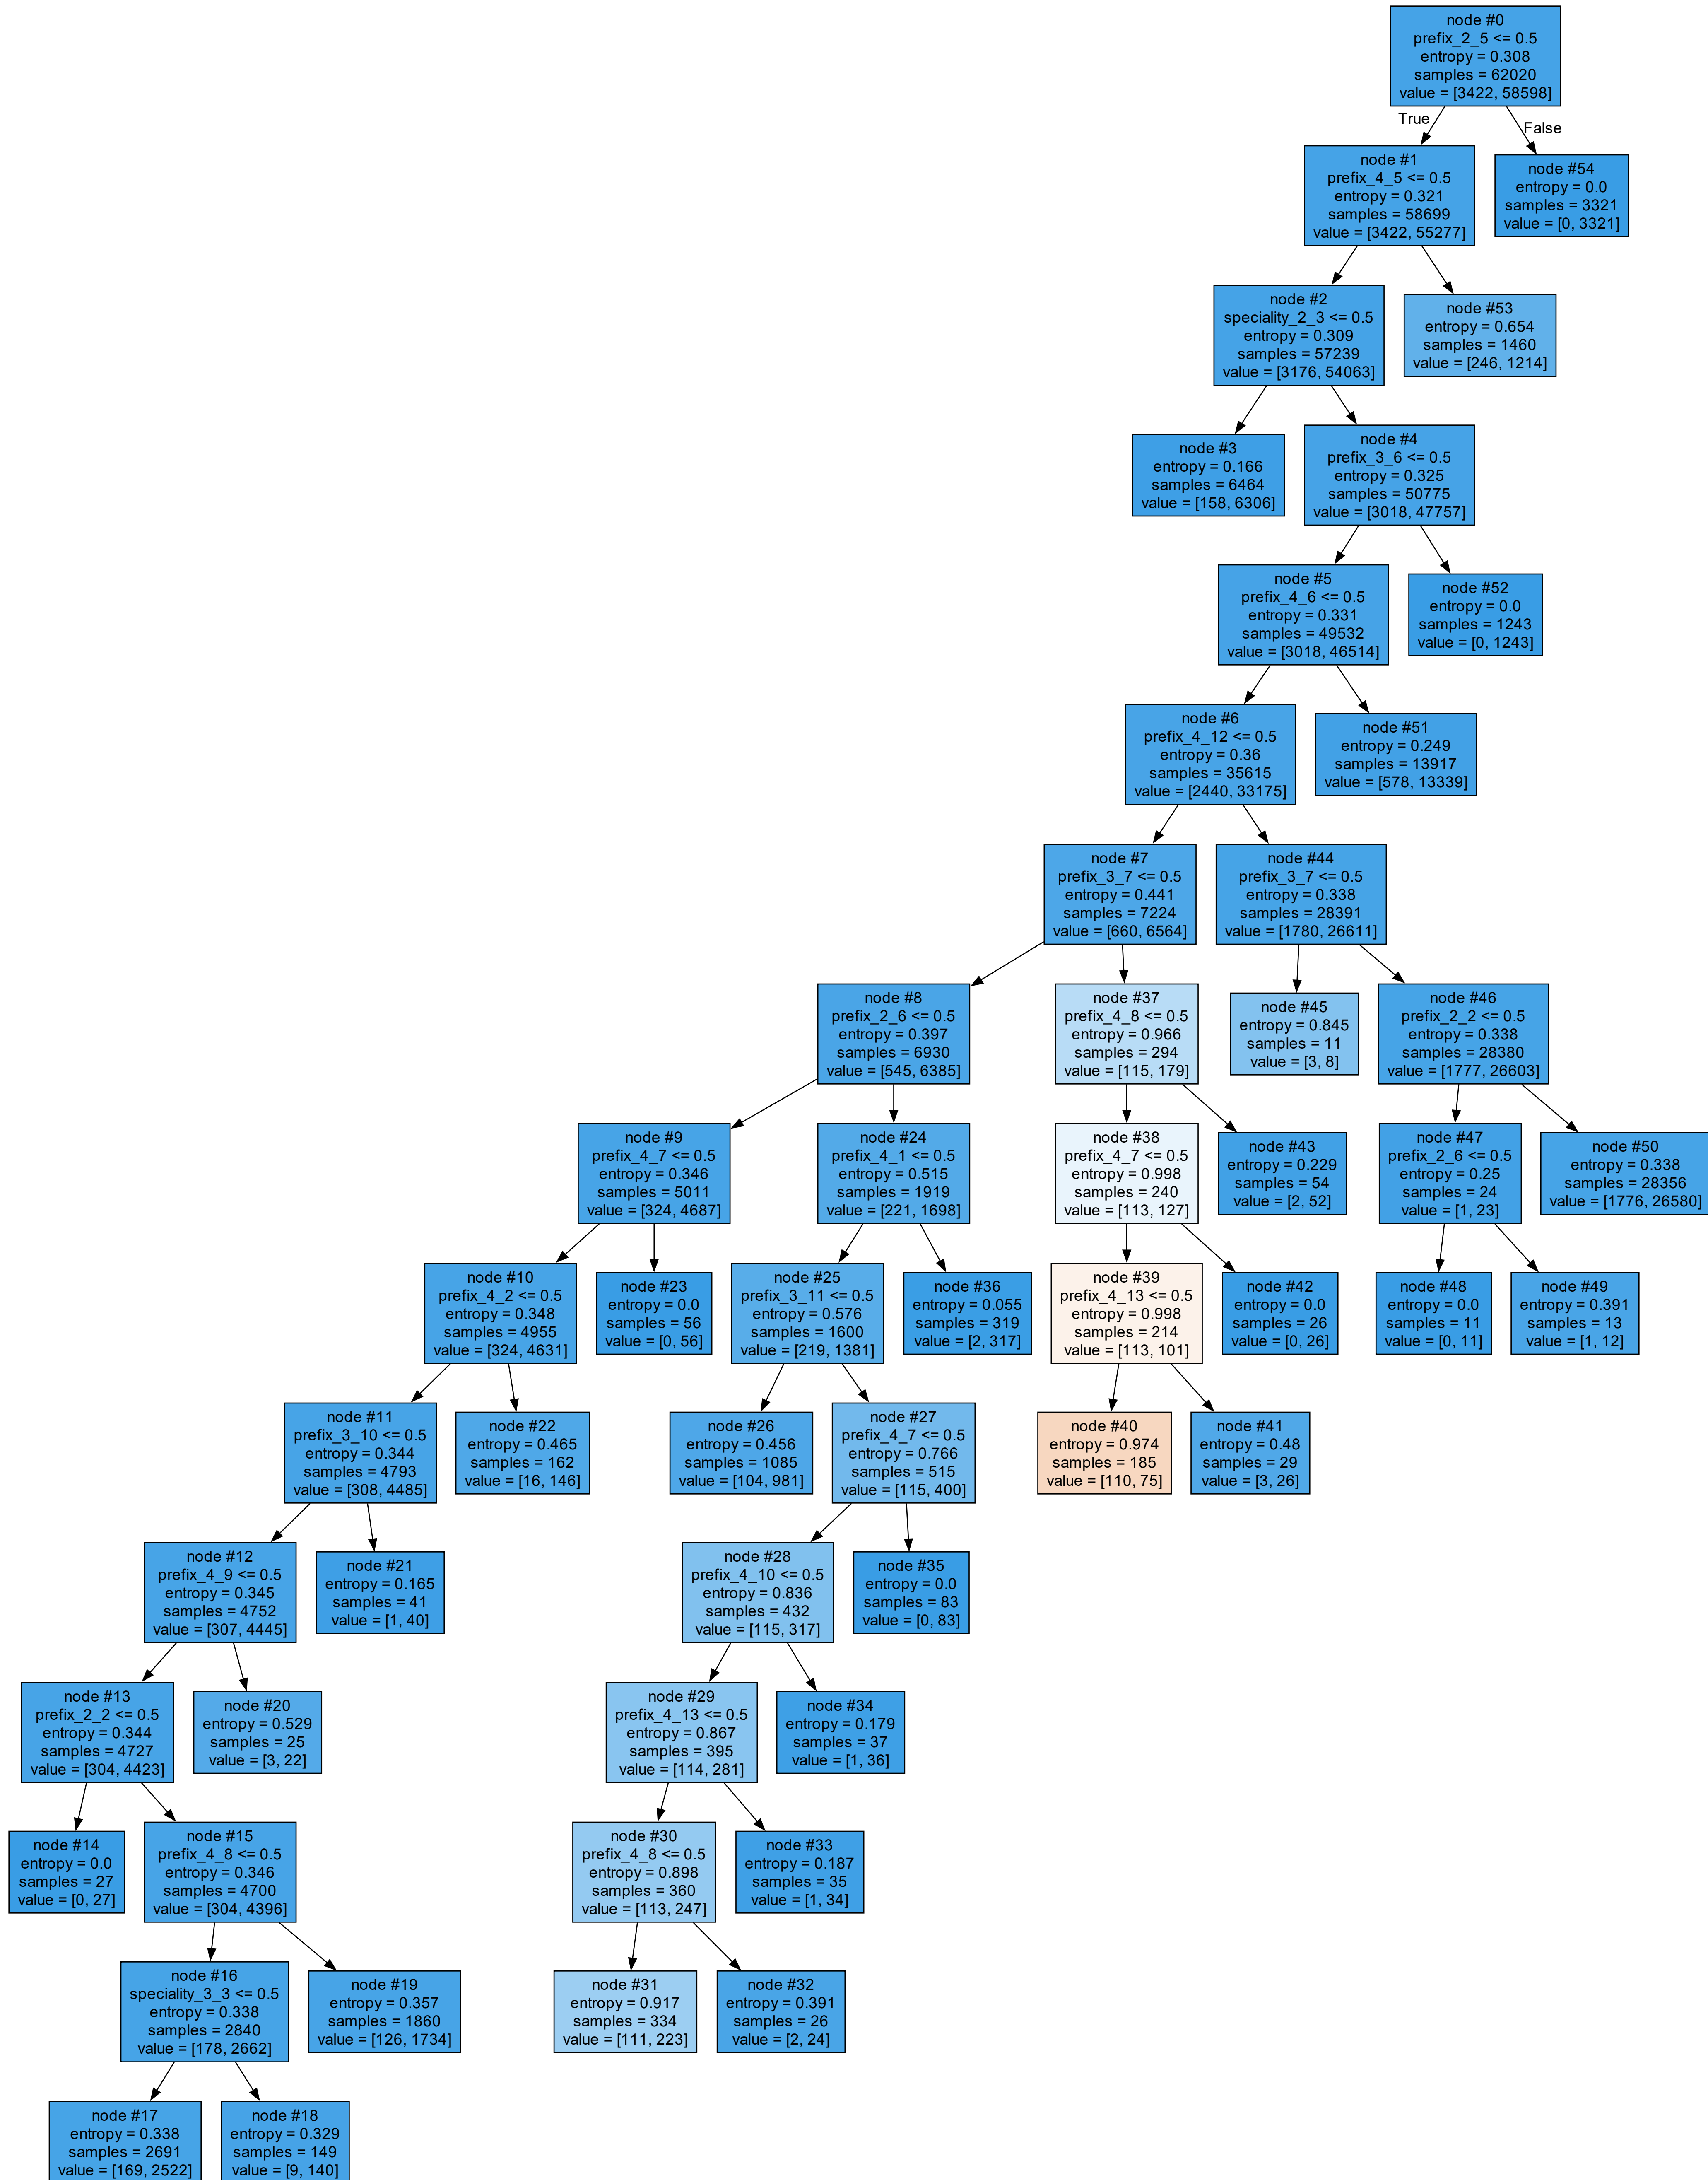 node #0
prefix_2_5 <= 0.5
entropy = 0.308
samples = 62020
value = [3422, 58598]
True
False
node #1
prefix_4_5 <= 0.5
entropy = 0.321
samples = 58699
value = [3422, 55277]
node #54
entropy = 0.0
samples = 3321
value = [0, 3321]
node #2
speciality_2_3 <= 0.5
entropy = 0.309
samples = 57239
value = [3176, 54063]
node #53
entropy = 0.654
samples = 1460
value = [246, 1214]
node #3
entropy = 0.166
samples = 6464
value = [158, 6306]
node #4
prefix_3_6 <= 0.5
entropy = 0.325
samples = 50775
value = [3018, 47757]
node #5
prefix_4_6 <= 0.5
entropy = 0.331
samples = 49532
value = [3018, 46514]
node #52
entropy = 0.0
samples = 1243
value = [0, 1243]
node #6
prefix_4_12 <= 0.5
entropy = 0.36
samples = 35615
value = [2440, 33175]
node #51
entropy = 0.249
samples = 13917
value = [578, 13339]
node #7
prefix_3_7 <= 0.5
entropy = 0.441
samples = 7224
value = [660, 6564]
node #44
prefix_3_7 <= 0.5
entropy = 0.338
samples = 28391
value = [1780, 26611]
node #8
prefix_2_6 <= 0.5
entropy = 0.397
samples = 6930
value = [545, 6385]
node #37
prefix_4_8 <= 0.5
entropy = 0.966
samples = 294
value = [115, 179]
node #45
entropy = 0.845
samples = 11
value = [3, 8]
node #46
prefix_2_2 <= 0.5
entropy = 0.338
samples = 28380
value = [1777, 26603]
node #9
prefix_4_7 <= 0.5
entropy = 0.346
samples = 5011
value = [324, 4687]
node #24
prefix_4_1 <= 0.5
entropy = 0.515
samples = 1919
value = [221, 1698]
node #38
prefix_4_7 <= 0.5
entropy = 0.998
samples = 240
value = [113, 127]
node #43
entropy = 0.229
samples = 54
value = [2, 52]
node #47
prefix_2_6 <= 0.5
entropy = 0.25
samples = 24
value = [1, 23]
node #50
entropy = 0.338
samples = 28356
value = [1776, 26580]
node #10
prefix_4_2 <= 0.5
entropy = 0.348
samples = 4955
value = [324, 4631]
node #23
entropy = 0.0
samples = 56
value = [0, 56]
node #25
prefix_3_11 <= 0.5
entropy = 0.576
samples = 1600
value = [219, 1381]
node #36
entropy = 0.055
samples = 319
value = [2, 317]
node #39
prefix_4_13 <= 0.5
entropy = 0.998
samples = 214
value = [113, 101]
node #42
entropy = 0.0
samples = 26
value = [0, 26]
node #48
entropy = 0.0
samples = 11
value = [0, 11]
node #49
entropy = 0.391
samples = 13
value = [1, 12]
node #11
prefix_3_10 <= 0.5
entropy = 0.344
samples = 4793
value = [308, 4485]
node #22
entropy = 0.465
samples = 162
value = [16, 146]
node #26
entropy = 0.456
samples = 1085
value = [104, 981]
node #27
prefix_4_7 <= 0.5
entropy = 0.766
samples = 515
value = [115, 400]
node #40
entropy = 0.974
samples = 185
value = [110, 75]
node #41
entropy = 0.48
samples = 29
value = [3, 26]
node #12
prefix_4_9 <= 0.5
entropy = 0.345
samples = 4752
value = [307, 4445]
node #21
entropy = 0.165
samples = 41
value = [1, 40]
node #28
prefix_4_10 <= 0.5
entropy = 0.836
samples = 432
value = [115, 317]
node #35
entropy = 0.0
samples = 83
value = [0, 83]
node #13
prefix_2_2 <= 0.5
entropy = 0.344
samples = 4727
value = [304, 4423]
node #20
entropy = 0.529
samples = 25
value = [3, 22]
node #29
prefix_4_13 <= 0.5
entropy = 0.867
samples = 395
value = [114, 281]
node #34
entropy = 0.179
samples = 37
value = [1, 36]
node #14
entropy = 0.0
samples = 27
value = [0, 27]
node #15
prefix_4_8 <= 0.5
entropy = 0.346
samples = 4700
value = [304, 4396]
node #30
prefix_4_8 <= 0.5
entropy = 0.898
samples = 360
value = [113, 247]
node #33
entropy = 0.187
samples = 35
value = [1, 34]
node #16
speciality_3_3 <= 0.5
entropy = 0.338
samples = 2840
value = [178, 2662]
node #19
entropy = 0.357
samples = 1860
value = [126, 1734]
node #31
entropy = 0.917
samples = 334
value = [111, 223]
node #32
entropy = 0.391
samples = 26
value = [2, 24]
node #17
entropy = 0.338
samples = 2691
value = [169, 2522]
node #18
entropy = 0.329
samples = 149
value = [9, 140]